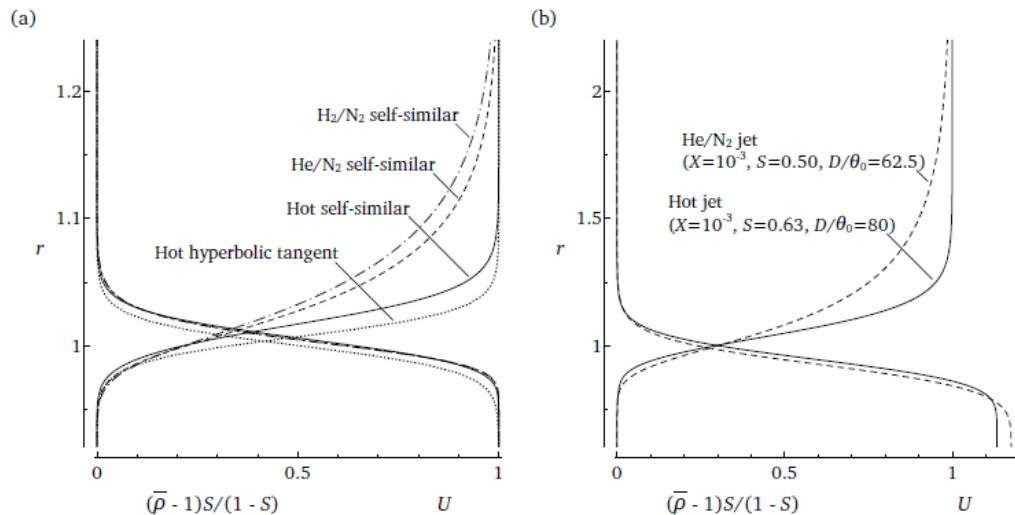 (a)
1.2
1.1
r
1
H₂/N₂ self-similar
He/N₂ self-similar
Hot self-similar
Hot hyperbolic tangent
0
0.5
1
(ρ̅ - 1)S/(1 - S)
U
(b)
2
1.5
r
1
He/N₂ jet
(X=10⁻³, S=0.50, D/θ₀=62.5)
Hot jet
(X=10⁻³, S=0.63, D/θ₀=80)
0
0.5
1
(ρ̅ - 1)S/(1 - S)
U